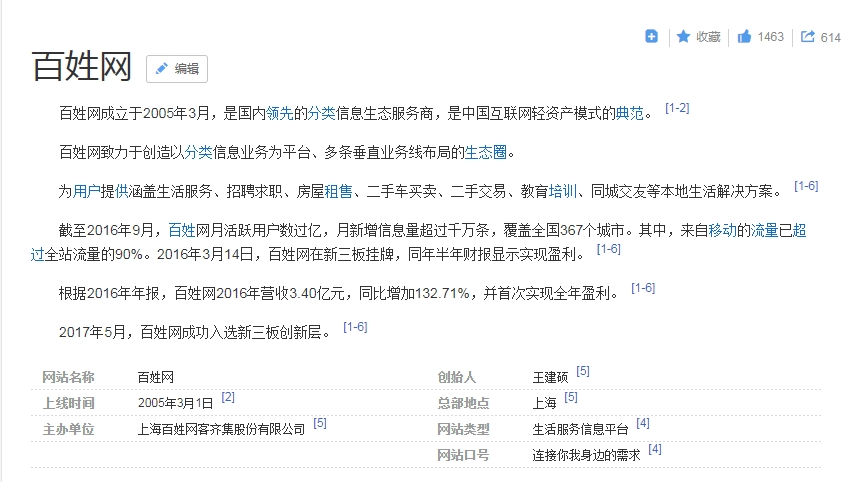 收藏 1463 614
百姓网 编辑
百姓网成立于2005年3月，是国内领先的分类信息生态服务商，是中国互联网轻资产模式的典范。 [1-2]
百姓网致力于创造以分类信息业务为平台、多条垂直业务线布局的生态圈。
为用户提供涵盖生活服务、招聘求职、房屋租售、二手车买卖、二手交易、教育培训、同城交友等本地生活解决方案。 [1-6]
截至2016年9月，百姓网月活跃用户数过亿，月新增信息量超过千万条，覆盖全国367个城市。其中，来自移动的流量已超
过全站流量的90%。2016年3月14日，百姓网在新三板挂牌，同年半年财报显示实现盈利。 [1-6]
根据2016年年报，百姓网2016年营收3.40亿元，同比增加132.71%，并首次实现全年盈利。 [1-6]
2017年5月，百姓网成功入选新三板创新层。 [1-6]
网站名称 百姓网 创始人 王建硕 [5]
上线时间 2005年3月1日 [2] 总部地点 上海 [5]
主办单位 上海百姓网客齐集股份有限公司 [5] 网站类型 生活服务信息平台 [4]
网站口号 连接你我身边的需求 [4]